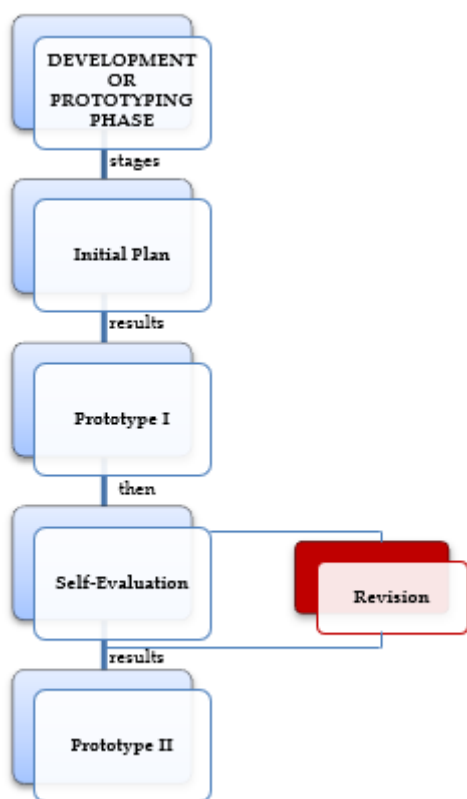 DEVELOPMENT
OR
PROTOTYPING
PHASE
stages
Initial Plan
results
Prototype I
then
Self-Evaluation
Revision
results
Prototype II